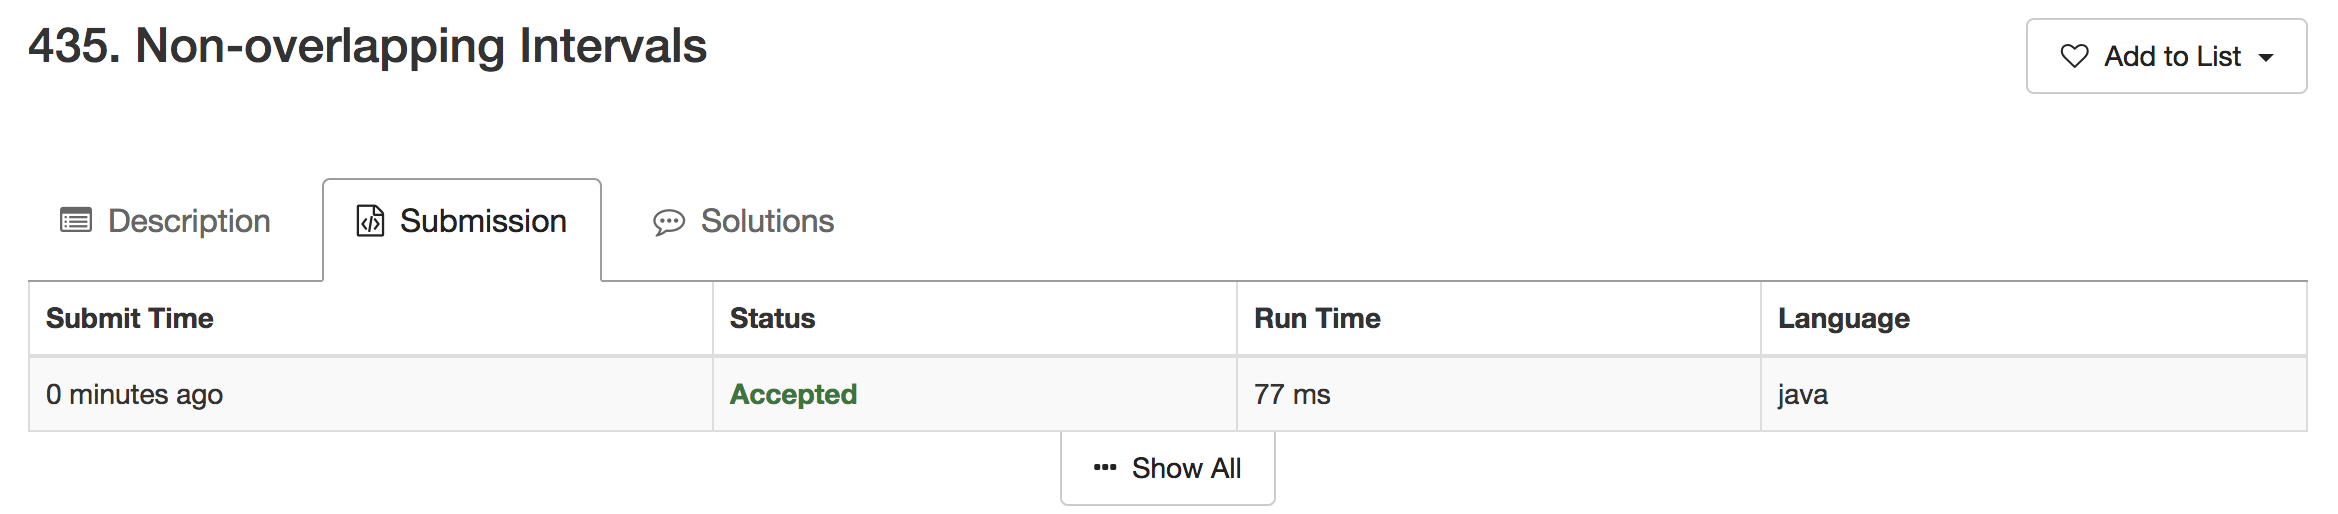 435. Non-overlapping Intervals
Add to List
Description Submission Solutions
Submit Time Status Run Time Language
0 minutes ago Accepted 77 ms java
Show All